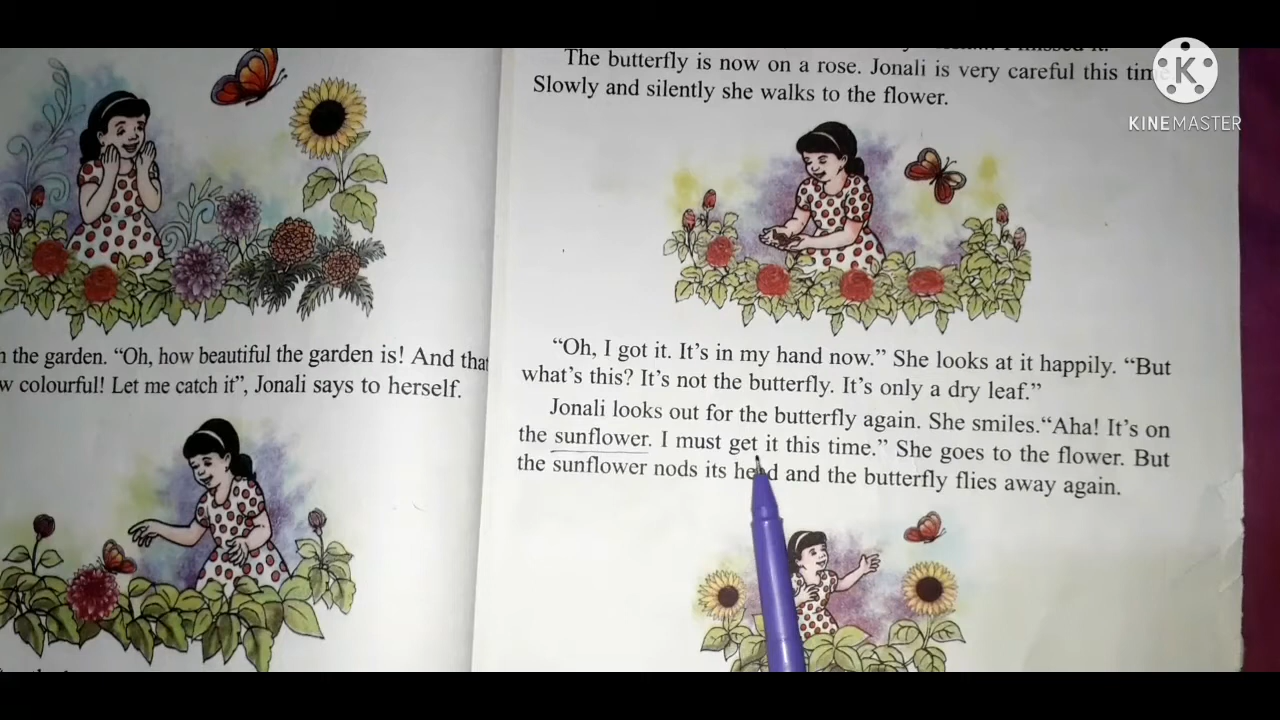 n the garden. “Oh, how beautiful the garden is! And that
w colourful! Let me catch it”, Jonali says to herself.
I missed it.
The butterfly is now on a rose. Jonali is very careful this time
Slowly and silently she walks to the flower.
“Oh, I got it. It’s in my hand now.” She looks at it happily. “But
what’s this? It’s not the butterfly. It’s only a dry leaf.”
Jonali looks out for the butterfly again. She smiles.“Aha! It’s on
the sunflower. I must get it this time.” She goes to the flower. But
the sunflower nods its head and the butterfly flies away again.
K
KINEMASTER